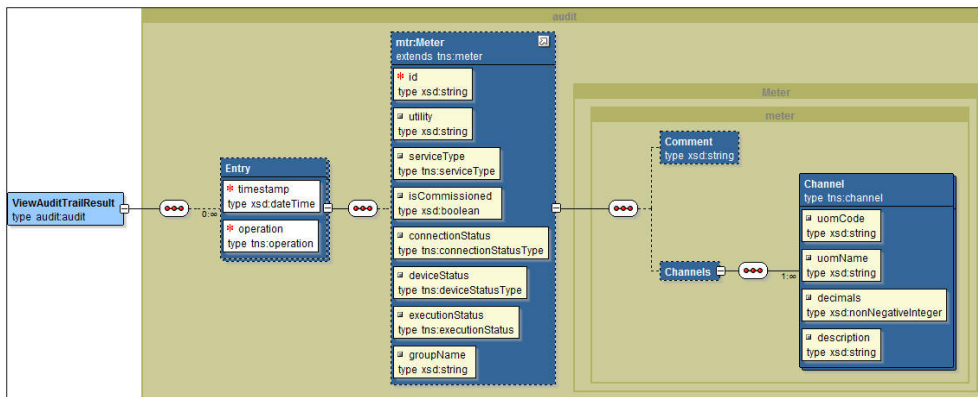 audit
ViewAuditTrailResult
type audit:audit
0:∞
Entry
* timestamp
type xsd:dateTime
* operation
type tns:operation
mtr:Meter
extends tns:meter
* id
type xsd:string
utility
type xsd:string
serviceType
type tns:serviceType
isCommissioned
type xsd:boolean
connectionStatus
type tns:connectionStatusType
deviceStatus
type tns:deviceStatusType
executionStatus
type tns:executionStatus
groupName
type xsd:string
Meter
meter
Comment
type xsd:string
Channels
1:∞
Channel
type tns:channel
uomCode
type xsd:string
uomName
type xsd:string
decimals
type xsd:nonNegativeInteger
description
type xsd:string